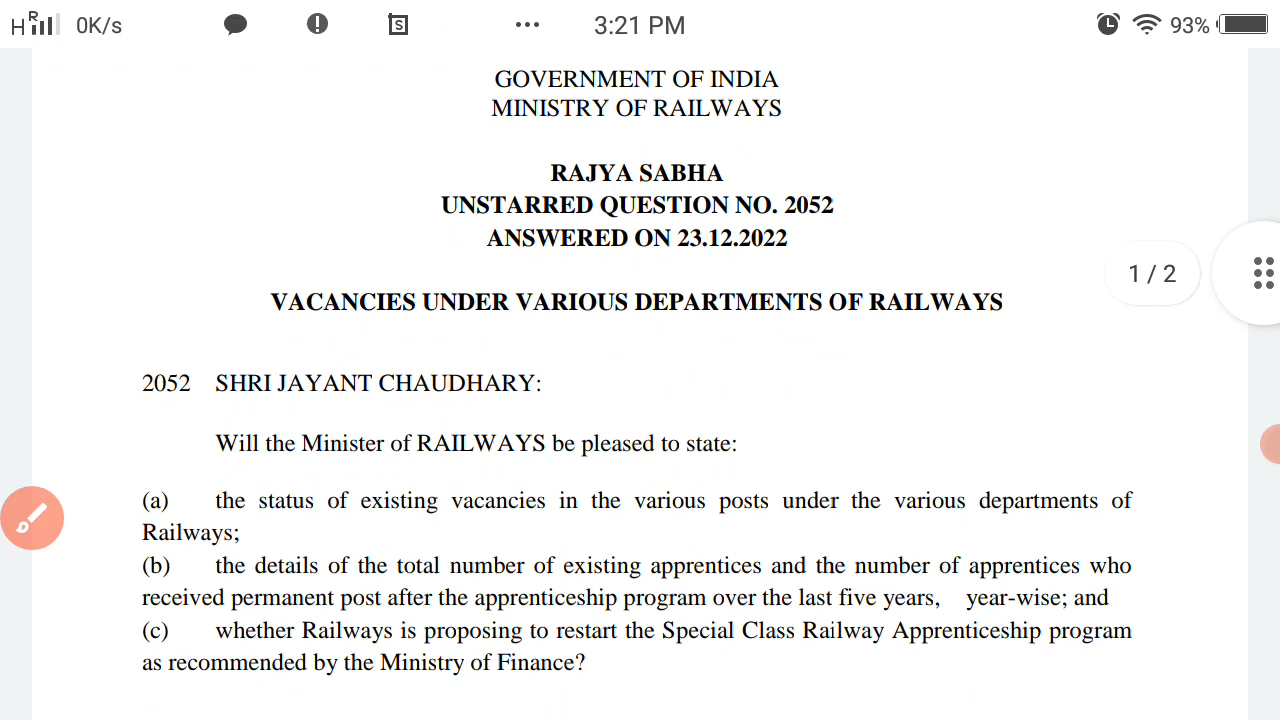 H R 0K/s ! S ... 3:21 PM 93%
GOVERNMENT OF INDIA
MINISTRY OF RAILWAYS
RAJYA SABHA
UNSTARRED QUESTION NO. 2052
ANSWERED ON 23.12.2022
1 / 2
VACANCIES UNDER VARIOUS DEPARTMENTS OF RAILWAYS
2052 SHRI JAYANT CHAUDHARY:
Will the Minister of RAILWAYS be pleased to state:
(a) the status of existing vacancies in the various posts under the various departments of
Railways;
(b) the details of the total number of existing apprentices and the number of apprentices who
received permanent post after the apprenticeship program over the last five years, year-wise; and
(c) whether Railways is proposing to restart the Special Class Railway Apprenticeship program
as recommended by the Ministry of Finance?